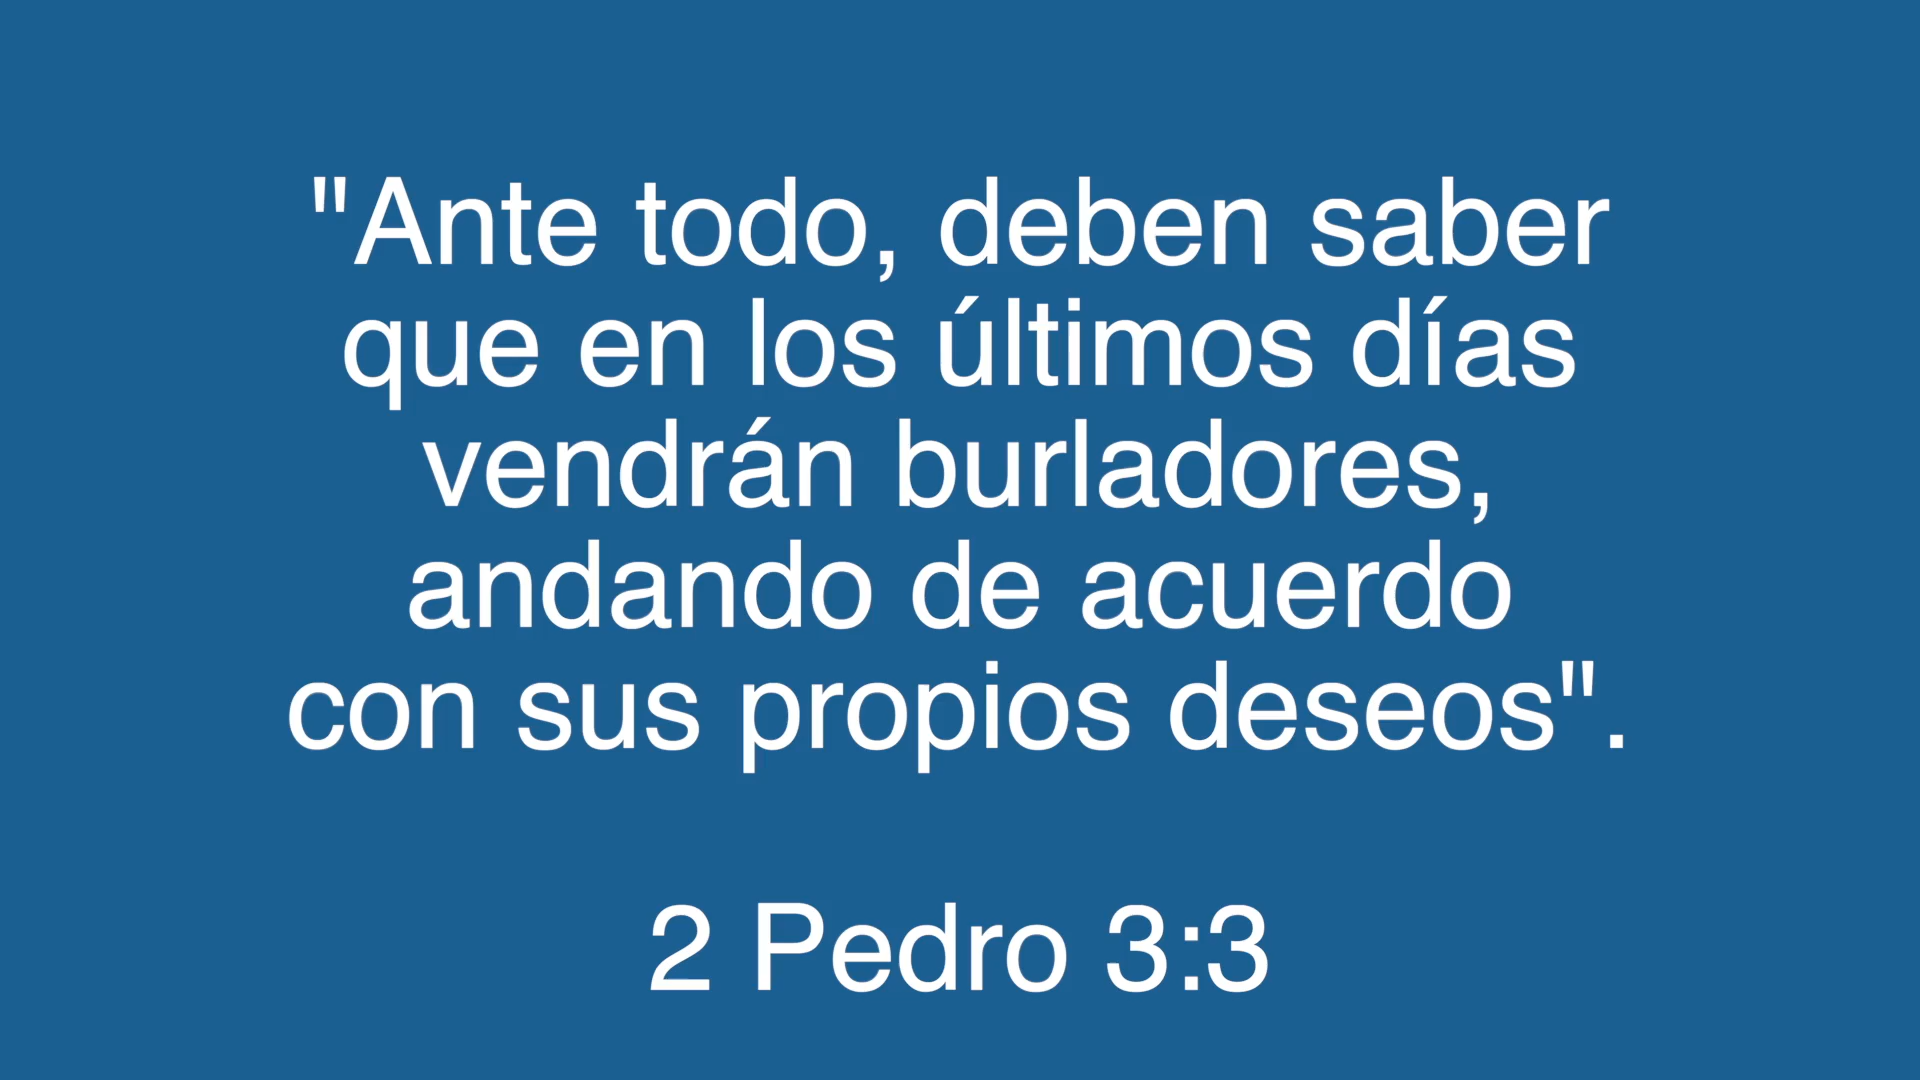 "Ante todo, deben saber
que en los últimos días
vendrán burladores,
andando de acuerdo
con sus propios deseos".
2 Pedro 3:3